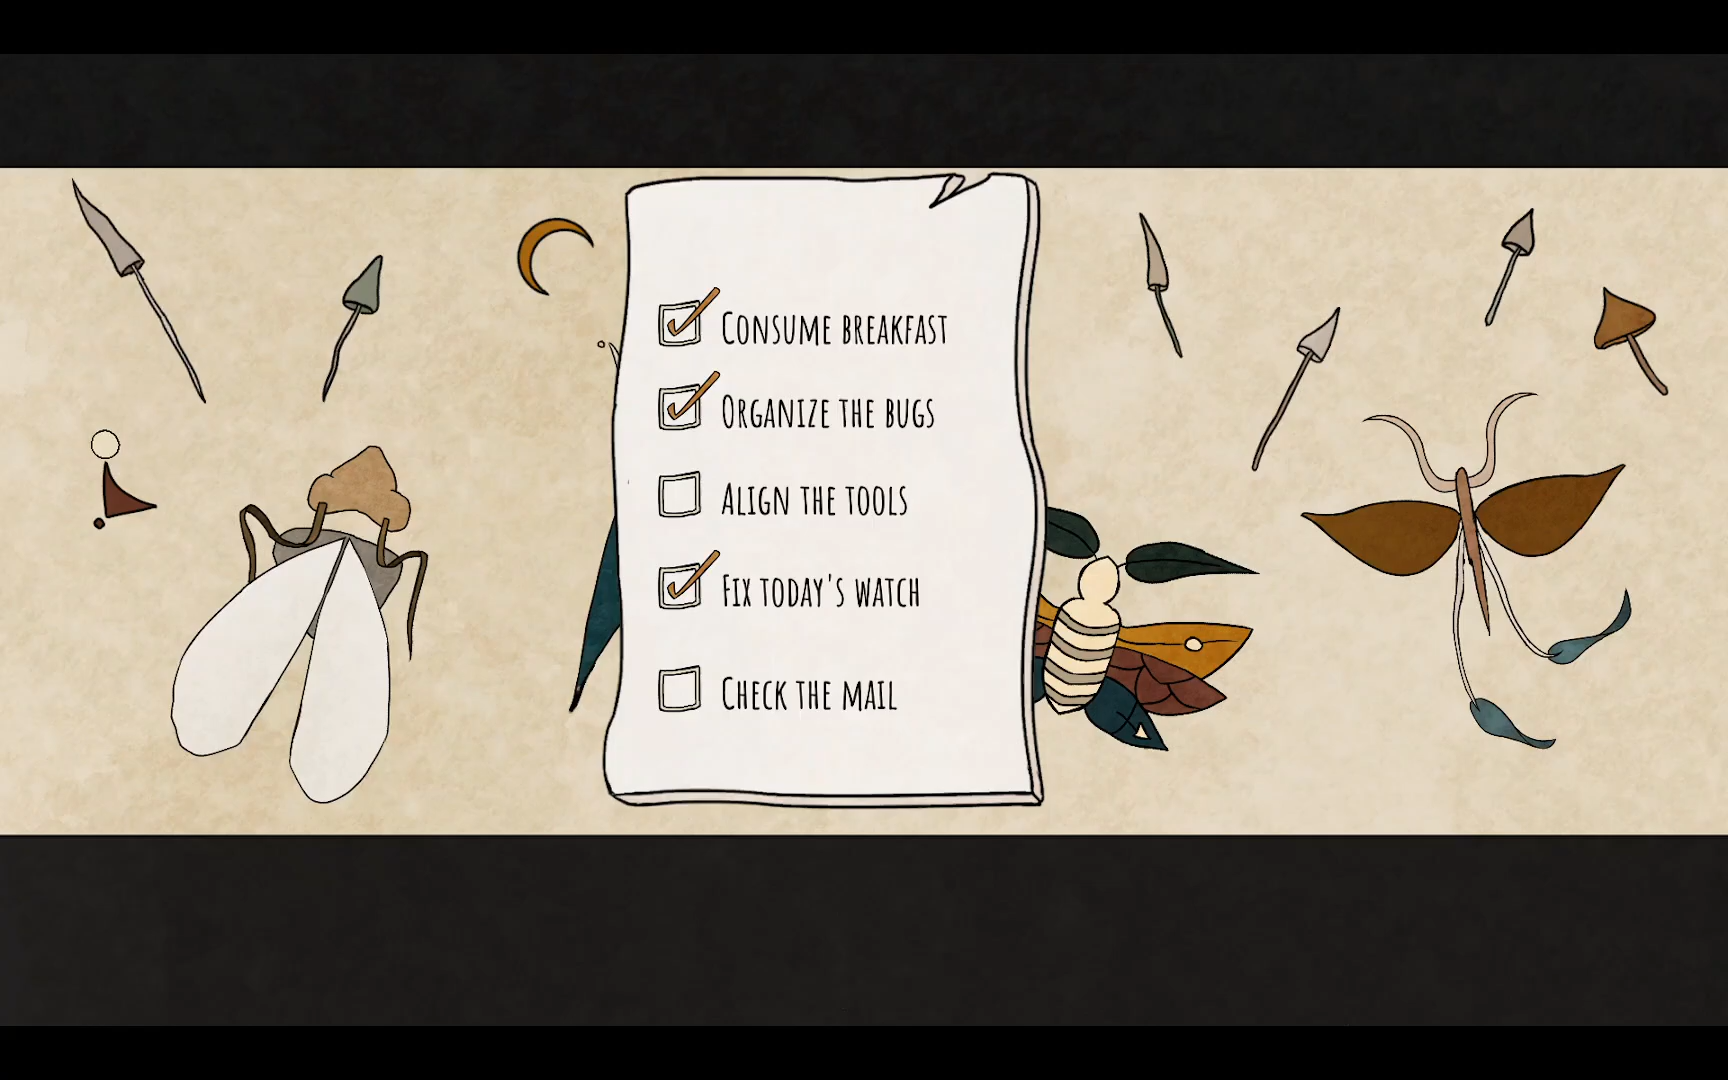 Consume breakfast
Organize the bugs
Align the tools
Fix today's watch
Check the mail